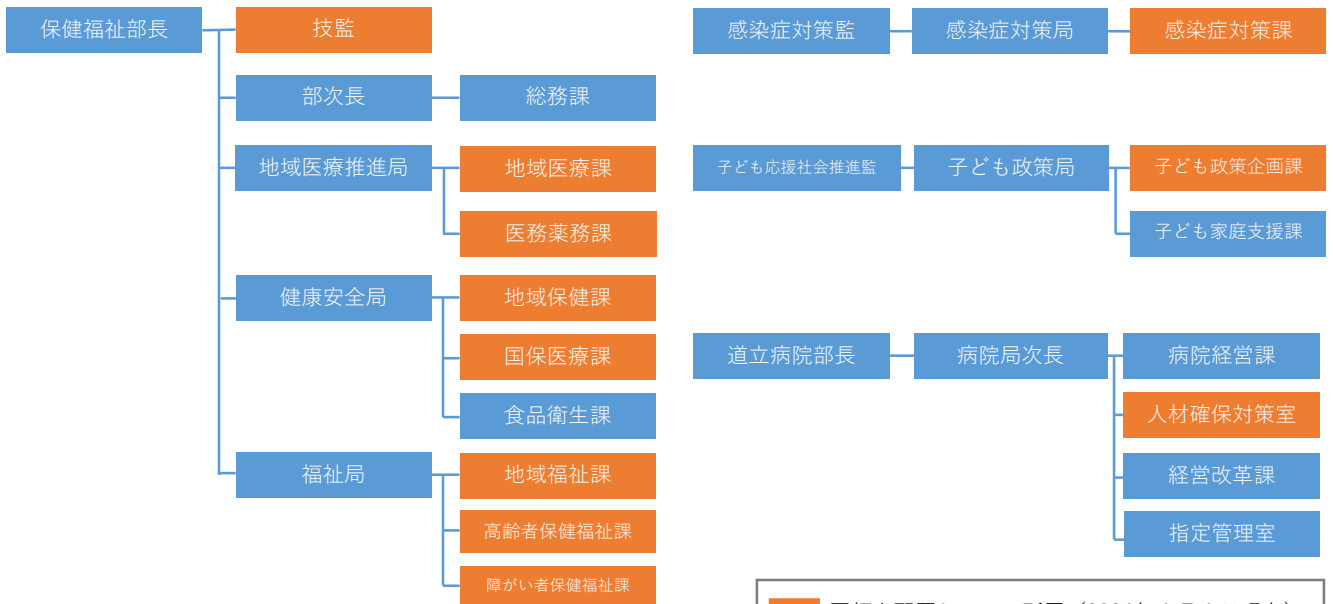 保健福祉部長
技監
部次長
総務課
地域医療推進局
地域医療課
医務薬務課
健康安全局
地域保健課
国保医療課
食品衛生課
福祉局
地域福祉課
高齢者保健福祉課
障がい者保健福祉課
感染症対策監
感染症対策局
感染症対策課
子ども応援社会推進監
子ども政策局
子ども政策企画課
子ども家庭支援課
道立病院部長
病院局次長
病院経営課
人材確保対策室
経営改革課
指定管理室